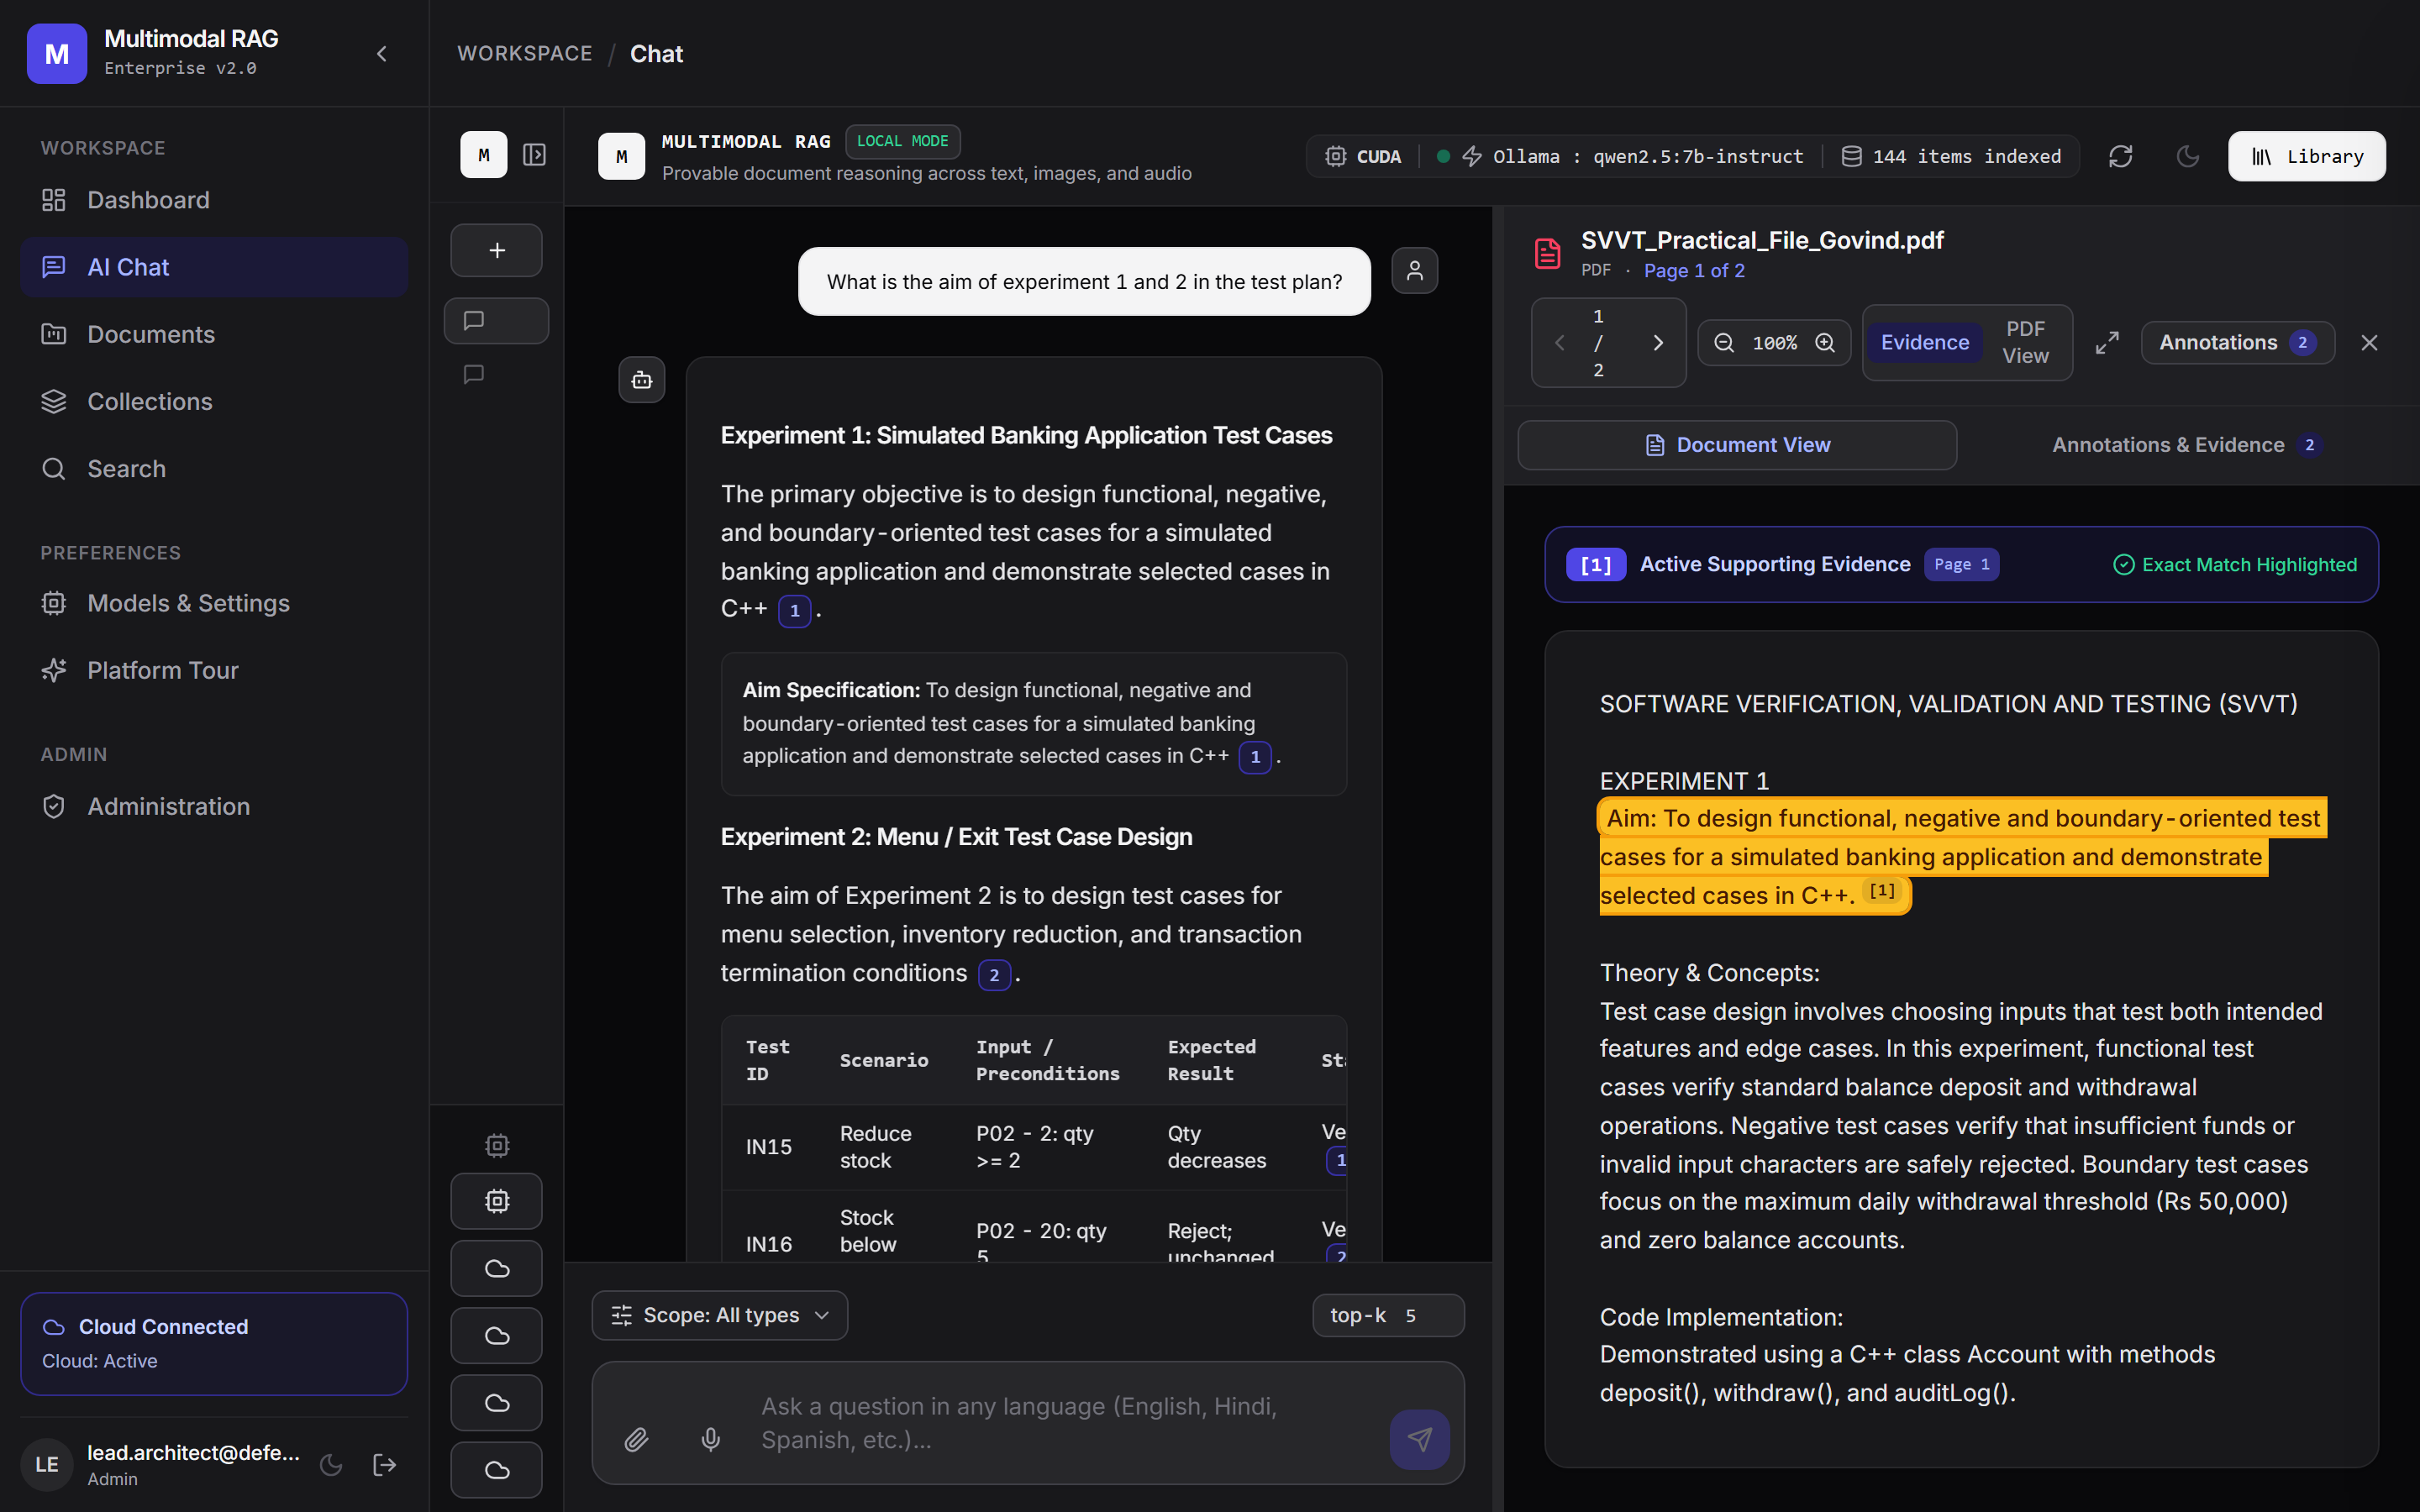 M
Multimodal RAG
Enterprise v2.0
WORKSPACE
Dashboard
AI Chat
Documents
Collections
Search
PREFERENCES
Models & Settings
Platform Tour
ADMIN
Administration
Cloud Connected
Cloud: Active
LE
lead.architect@defe...
Admin
WORKSPACE / Chat
M
M
MULTIMODAL RAG
LOCAL MODE
Provable document reasoning across text, images, and audio
CUDA
Ollama : qwen2.5:7b-instruct
144 items indexed
Library
What is the aim of experiment 1 and 2 in the test plan?
Experiment 1: Simulated Banking Application Test Cases
The primary objective is to design functional, negative,
and boundary-oriented test cases for a simulated
banking application and demonstrate selected cases in
C++ 1 .
Aim Specification: To design functional, negative and
boundary-oriented test cases for a simulated banking
application and demonstrate selected cases in C++ 1 .
Experiment 2: Menu / Exit Test Case Design
The aim of Experiment 2 is to design test cases for
menu selection, inventory reduction, and transaction
termination conditions 2 .
Test ID
Scenario
Input / Preconditions
Expected Result
IN15
Reduce stock
P02 - 2: qty >= 2
Qty decreases
1
IN16
Stock below
P02 - 20: qty 5
Reject; unchanged
2
Scope: All types
top-k 5
Ask a question in any language (English, Hindi,
Spanish, etc.)...
SVVT_Practical_File_Govind.pdf
PDF · Page 1 of 2
1 / 2
100%
Evidence
PDF View
Annotations 2
Document View
Annotations & Evidence 2
[1] Active Supporting Evidence Page 1
Exact Match Highlighted
SOFTWARE VERIFICATION, VALIDATION AND TESTING (SVVT)
EXPERIMENT 1
Aim: To design functional, negative and boundary-oriented test
cases for a simulated banking application and demonstrate
selected cases in C++. [1]
Theory & Concepts:
Test case design involves choosing inputs that test both intended
features and edge cases. In this experiment, functional test
cases verify standard balance deposit and withdrawal
operations. Negative test cases verify that insufficient funds or
invalid input characters are safely rejected. Boundary test cases
focus on the maximum daily withdrawal threshold (Rs 50,000)
and zero balance accounts.
Code Implementation:
Demonstrated using a C++ class Account with methods
deposit(), withdraw(), and auditLog().